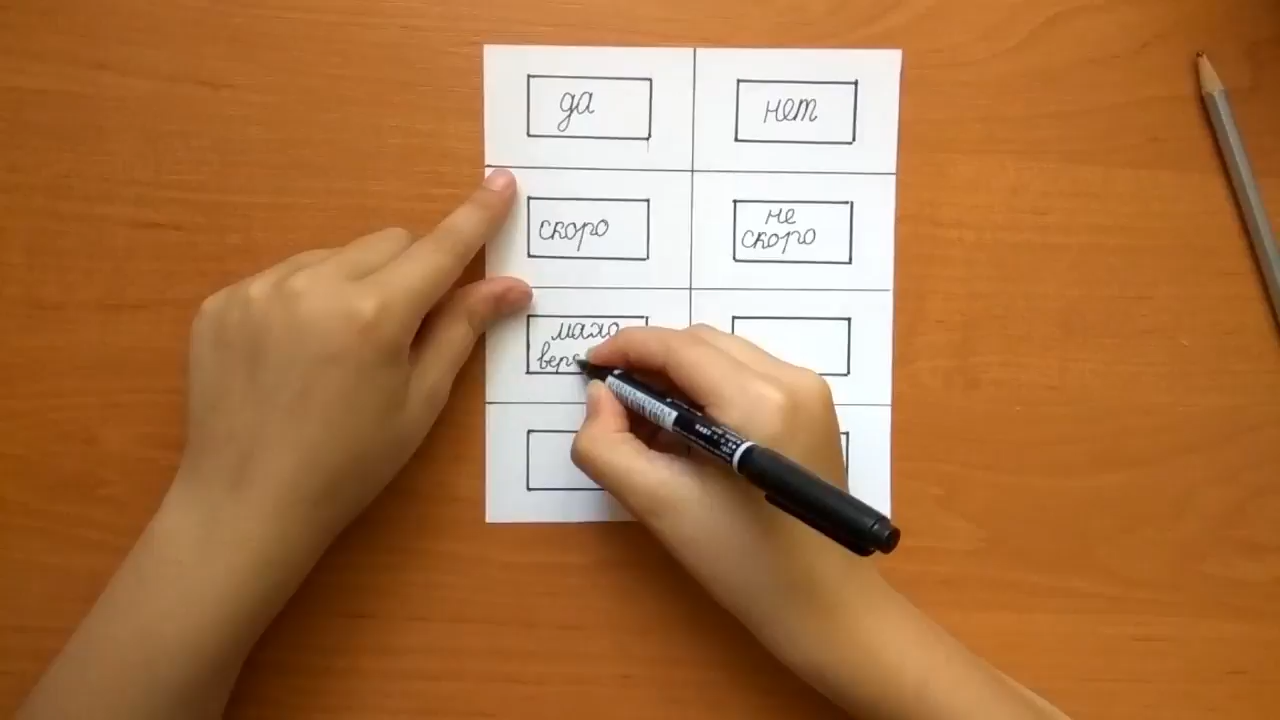 да
нет
скоро
не
скоро
мало